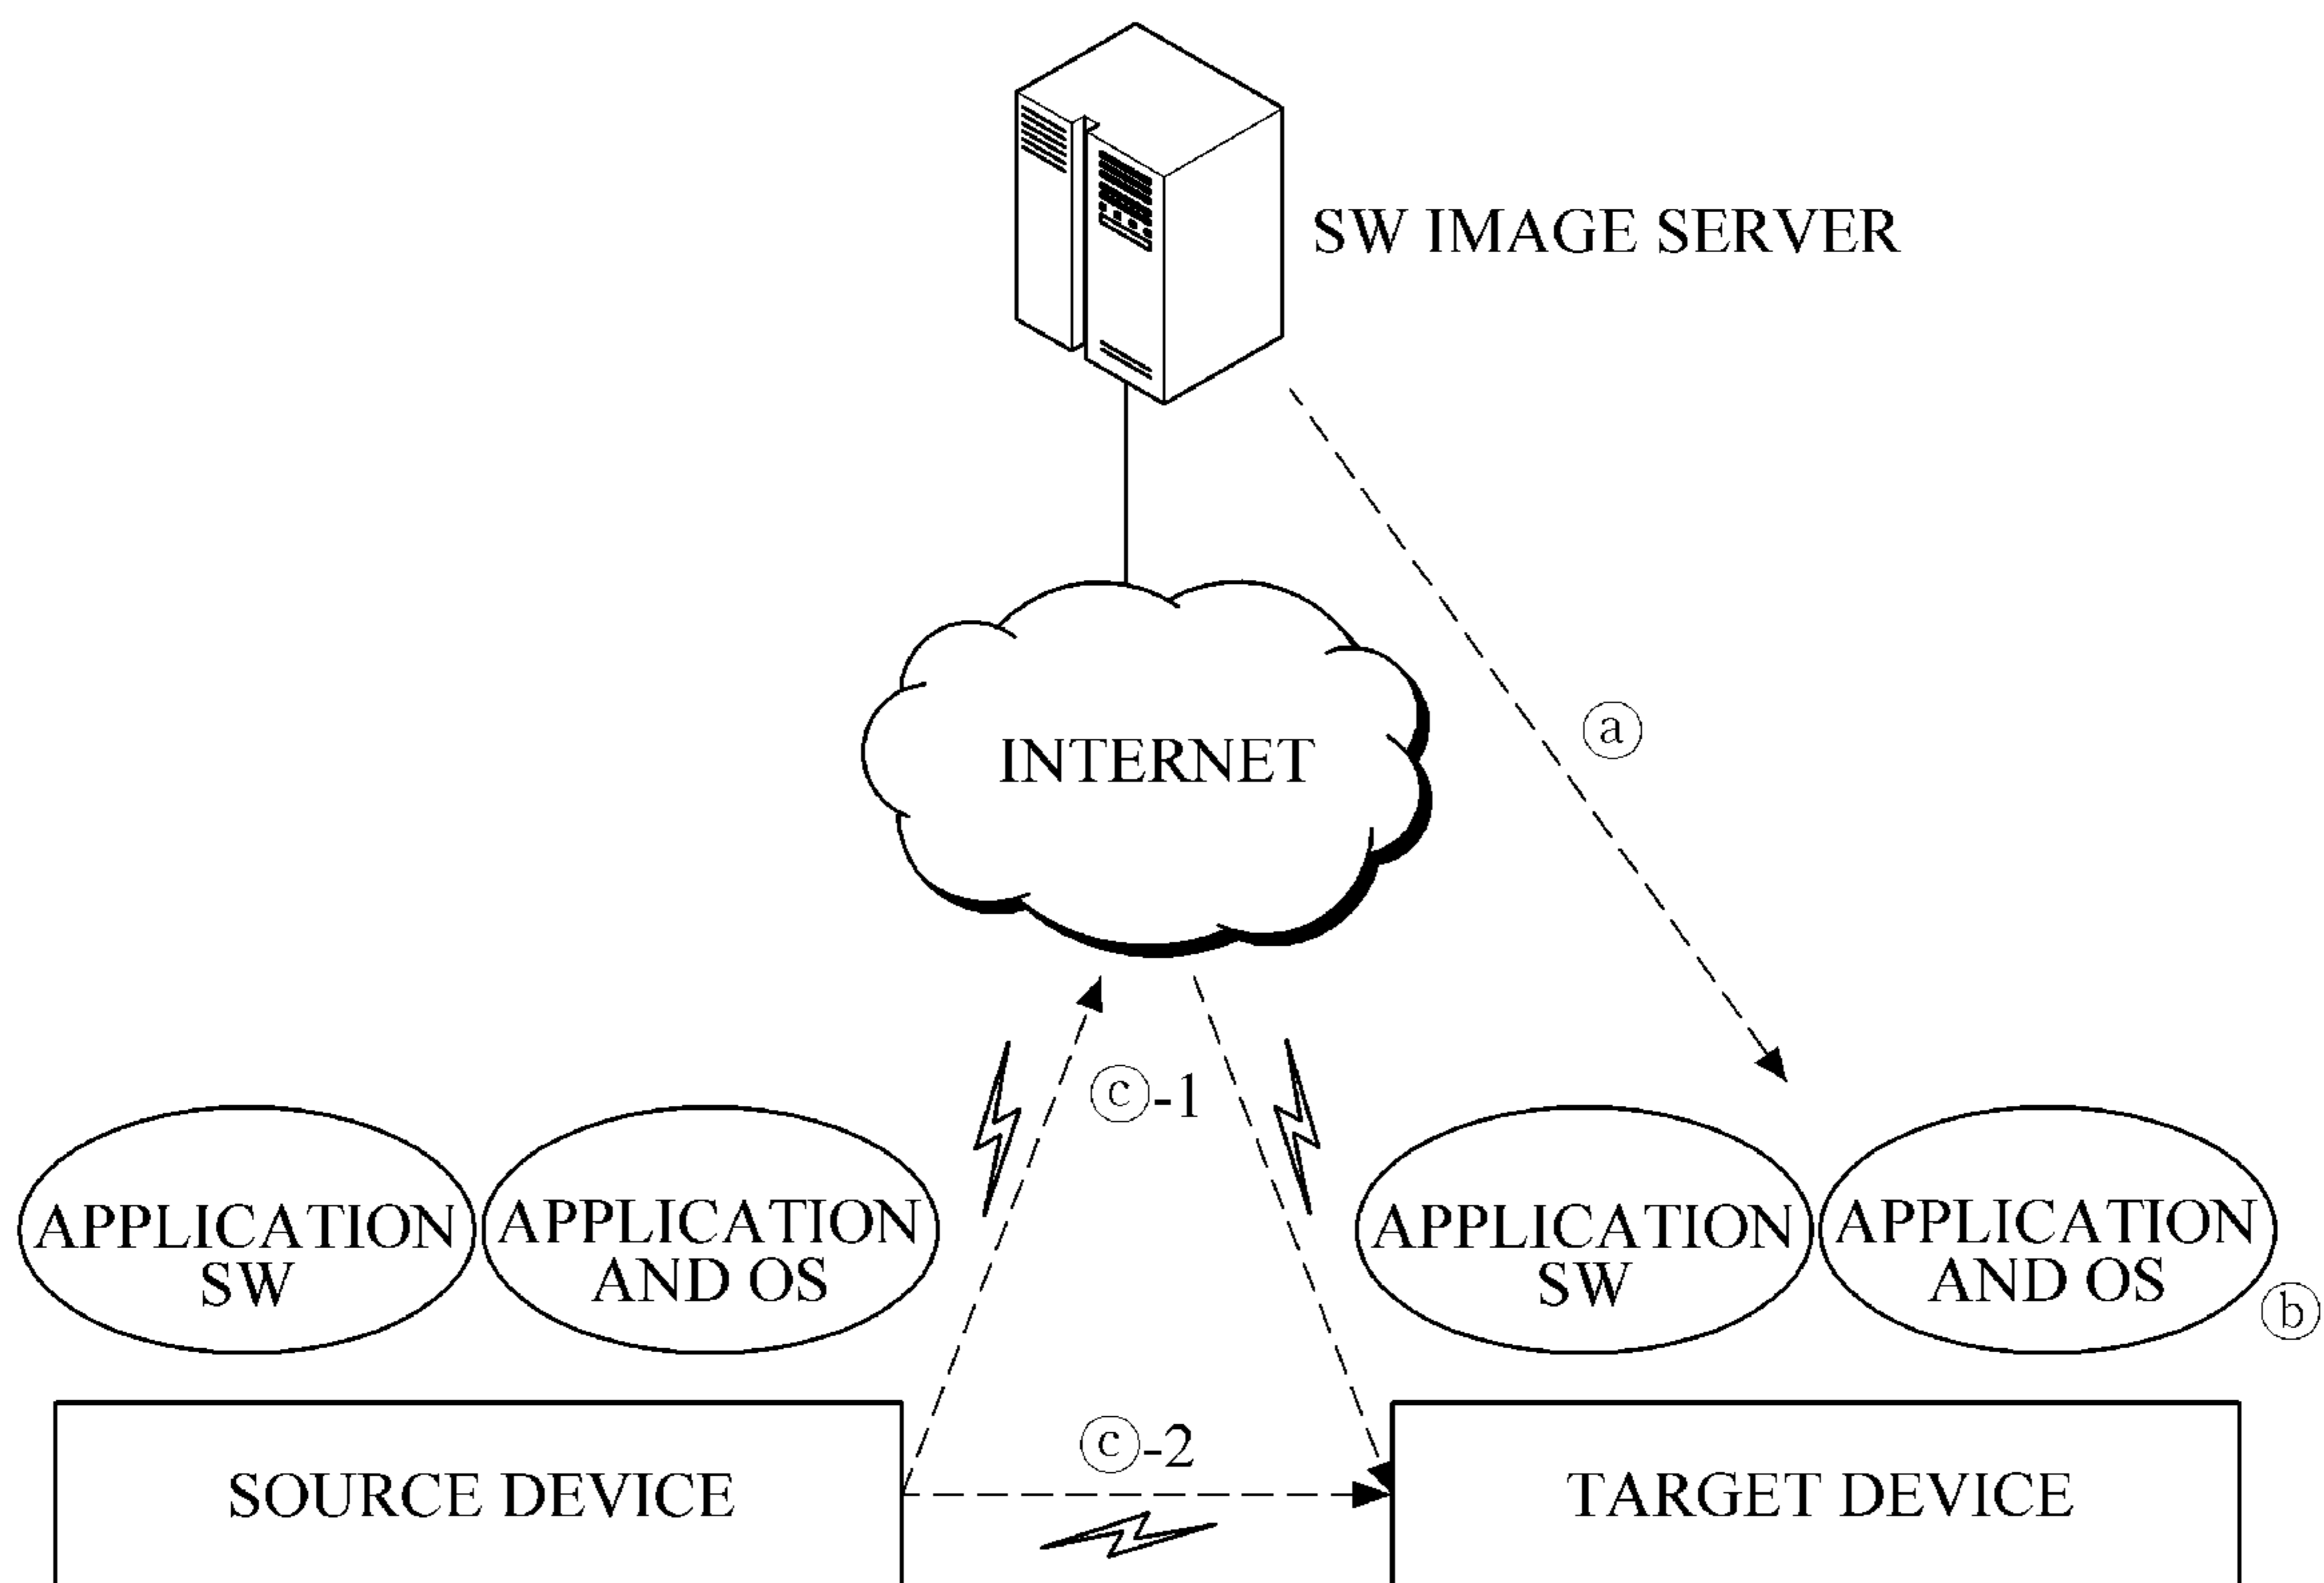 SW IMAGE SERVER
INTERNET
ⓐ
ⓒ-1
APPLICATION
SW
APPLICATION
AND OS
APPLICATION
SW
APPLICATION
AND OS
ⓑ
ⓒ-2
SOURCE DEVICE
TARGET DEVICE